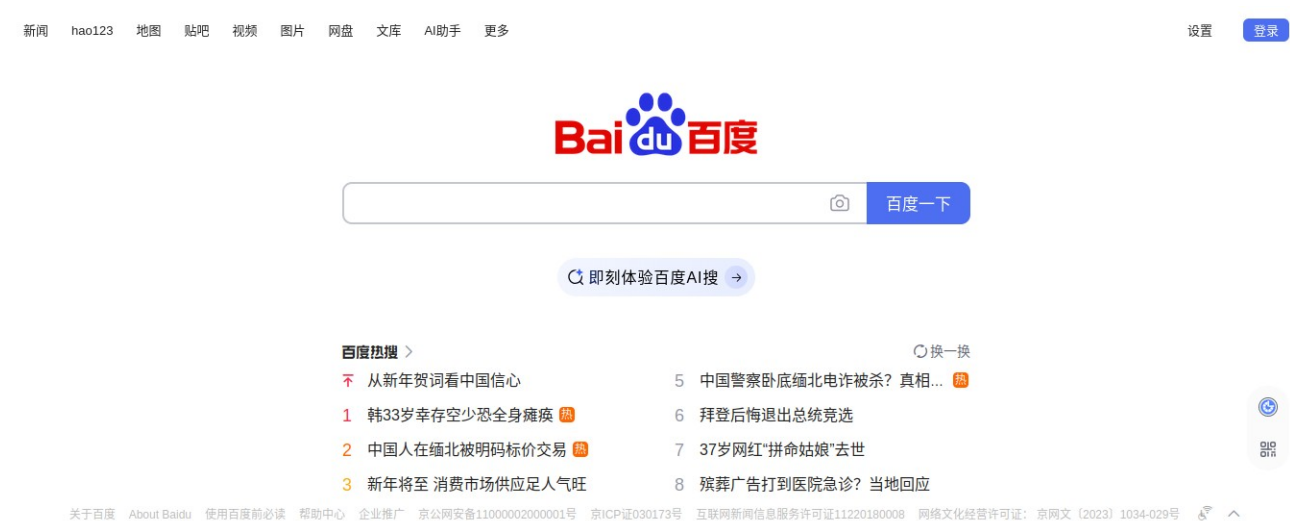 新闻 hao123 地图 贴吧 视频 图片 网盘 文库 AI助手 更多 设置 登录
Bai du 百度
百度一下
即刻体验百度AI搜
百度热搜 换一换
从新年贺词看中国信心
1 韩33岁幸存空少恐全身瘫痪 热
2 中国人在缅北被明码标价交易 热
3 新年将至 消费市场供应足人气旺
5 中国警察卧底缅北电诈被杀？真相... 热
6 拜登后悔退出总统竞选
7 37岁网红“拼命姑娘”去世
8 殡葬广告打到医院急诊？当地回应
关于百度 About Baidu 使用百度前必读 帮助中心 企业推广 京公网安备11000002000001号 京ICP证030173号 互联网新闻信息服务许可证11220180008 网络文化经营许可证： 京网文〔2023〕1034-029号